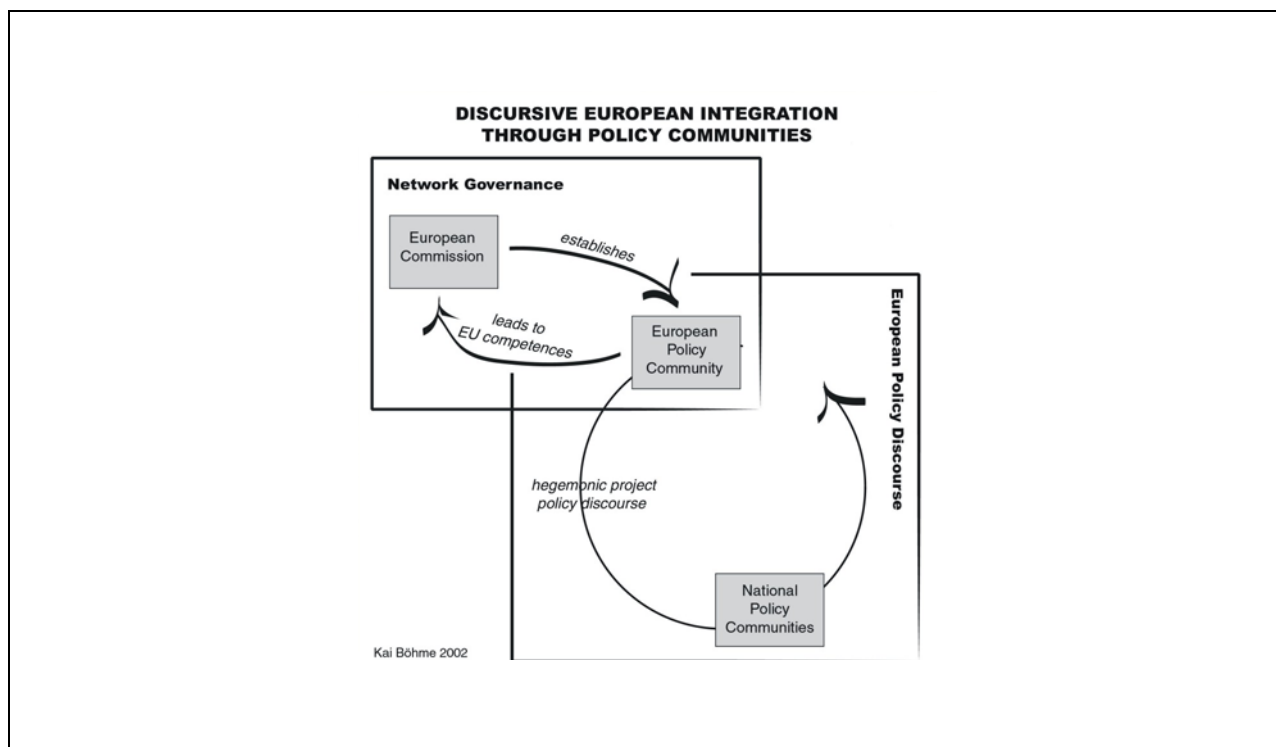 DISCURSIVE EUROPEAN INTEGRATION
THROUGH POLICY COMMUNITIES
Network Governance
European
Commission
establishes
leads to
EU competences
European
Policy
Community
European Policy Discourse
hegemonic project
policy discourse
National
Policy
Communities
Kai Böhme 2002